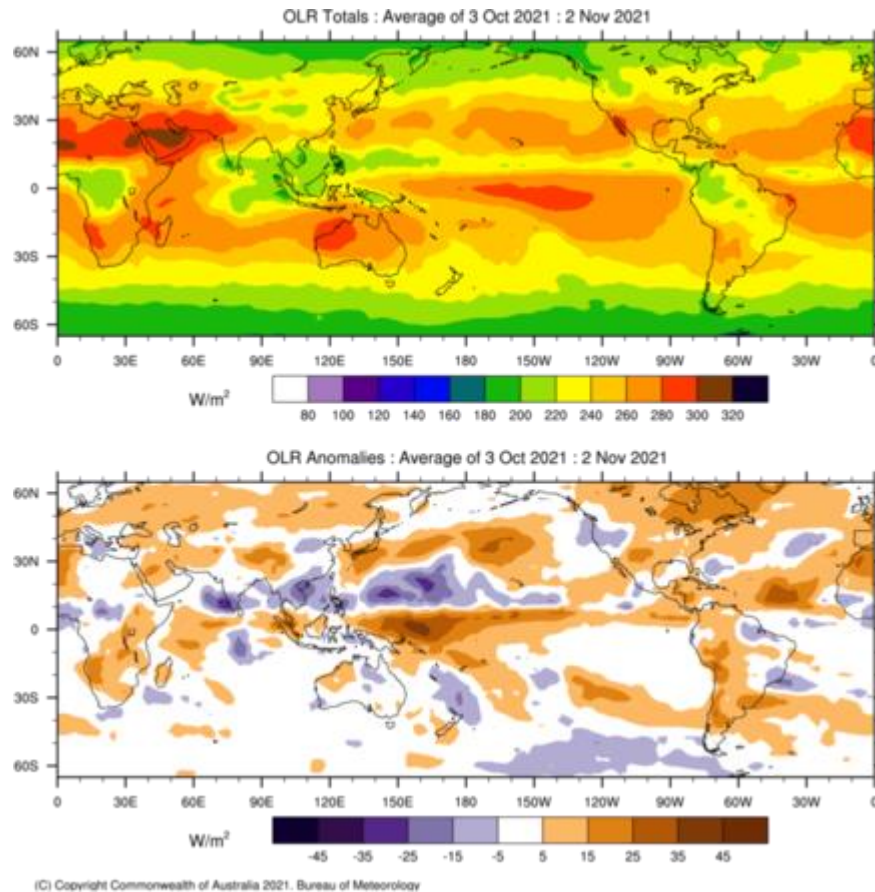 OLR Totals : Average of 3 Oct 2021 : 2 Nov 2021
60N
30N
0
30S
60S
0 30E 60E 90E 120E 150E 180E 150W 120W 90W 60W 30W
W/m²
80 100 120 140 160 180 200 220 240 260 280 300 320
OLR Anomalies : Average of 3 Oct 2021 : 2 Nov 2021
60N
30N
0
30S
60S
0 30E 60E 90E 120E 150E 180E 150W 120W 90W 60W 30W
W/m²
-45 -35 -25 -15 -5 5 15 25 35 45
(C) Copyright Commonwealth of Australia 2021. Bureau of Meteorology